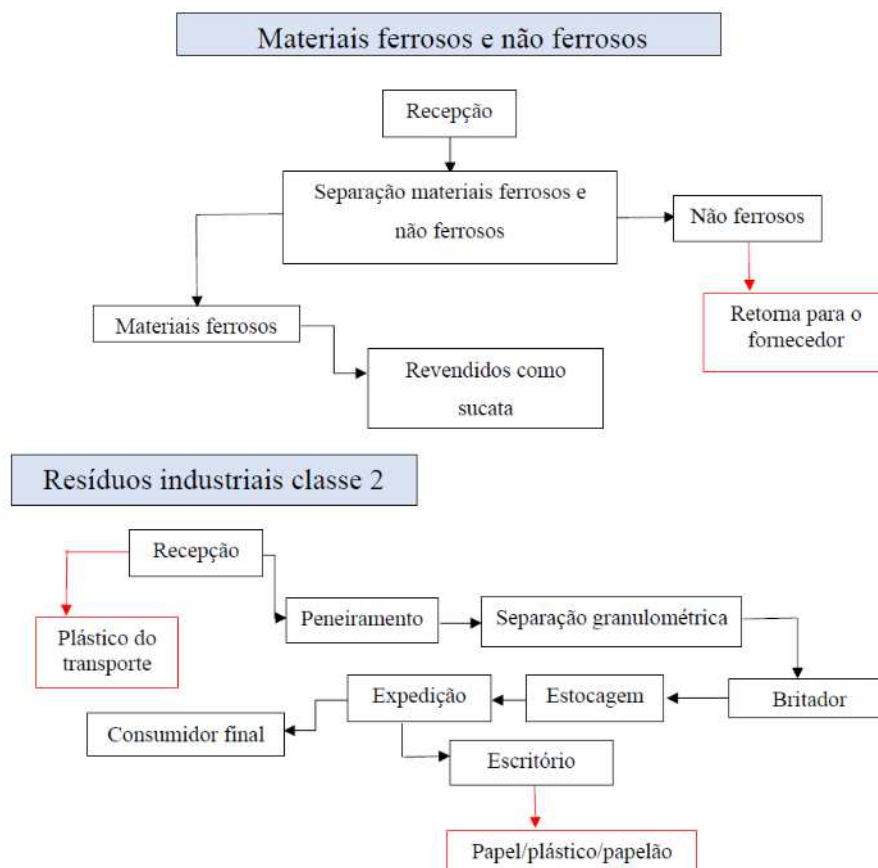 Materiais ferrosos e não ferrosos
Recepção
Separação materiais ferrosos e
não ferrosos
Não ferrosos
Retorna para o
fornecedor
Materiais ferrosos
Revendidos como
sucata
Resíduos industriais classe 2
Recepção
Plástico do
transporte
Peneiramento
Separação granulométrica
Britador
Estocagem
Expedição
Consumidor final
Escritório
Papel/plástico/papelão